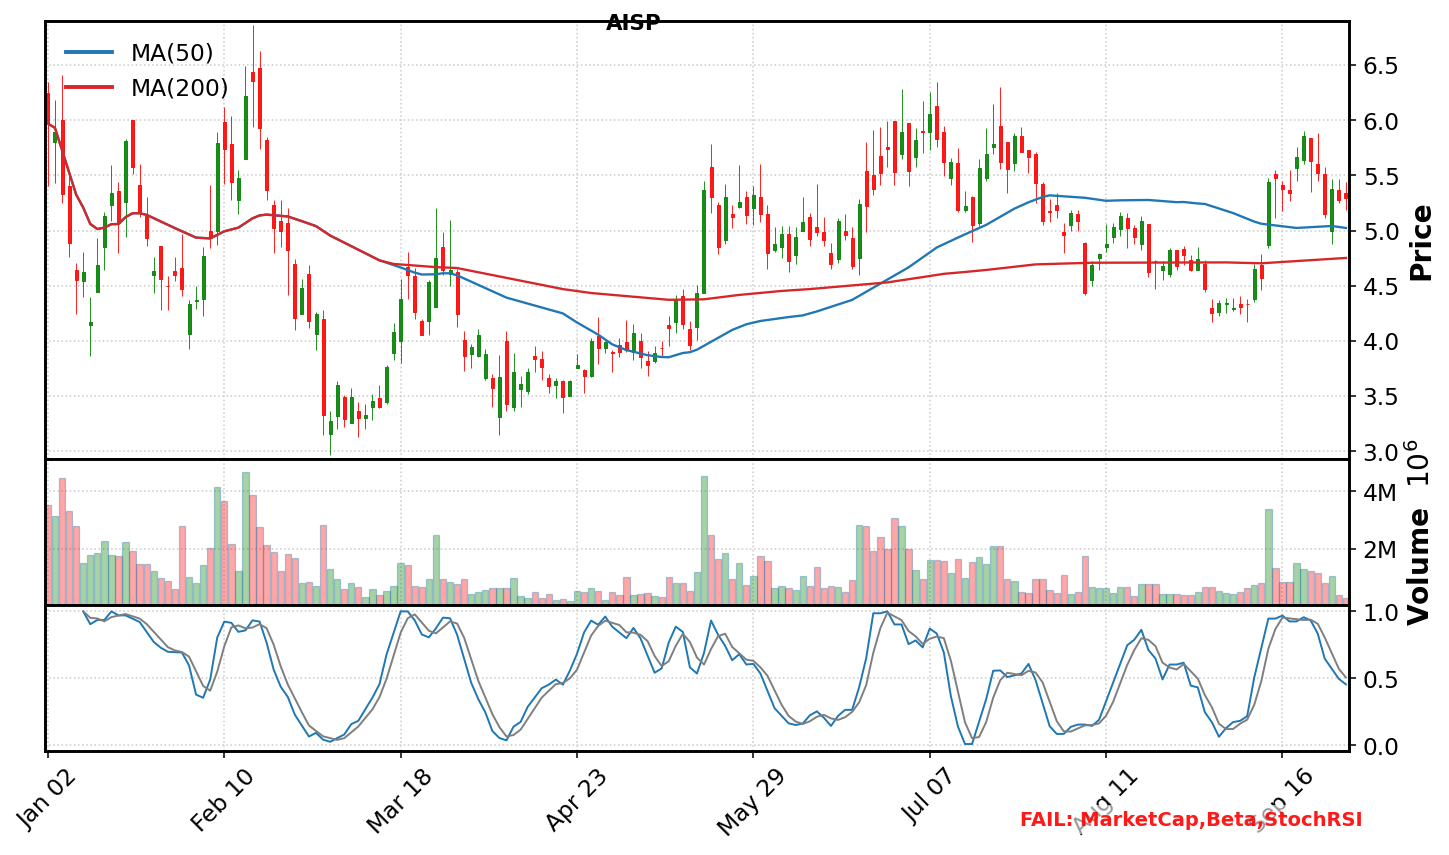 AISP
MA(50)
MA(200)
6.5
6.0
5.5
5.0
4.5
4.0
3.5
3.0
Price
10⁶
4M
2M
Volume
1.0
0.5
0.0
Jan 02
Feb 10
Mar 18
Apr 23
May 29
Jul 07
Aug 11
Sep 16
FAIL: MarketCap,Beta,StochRSI